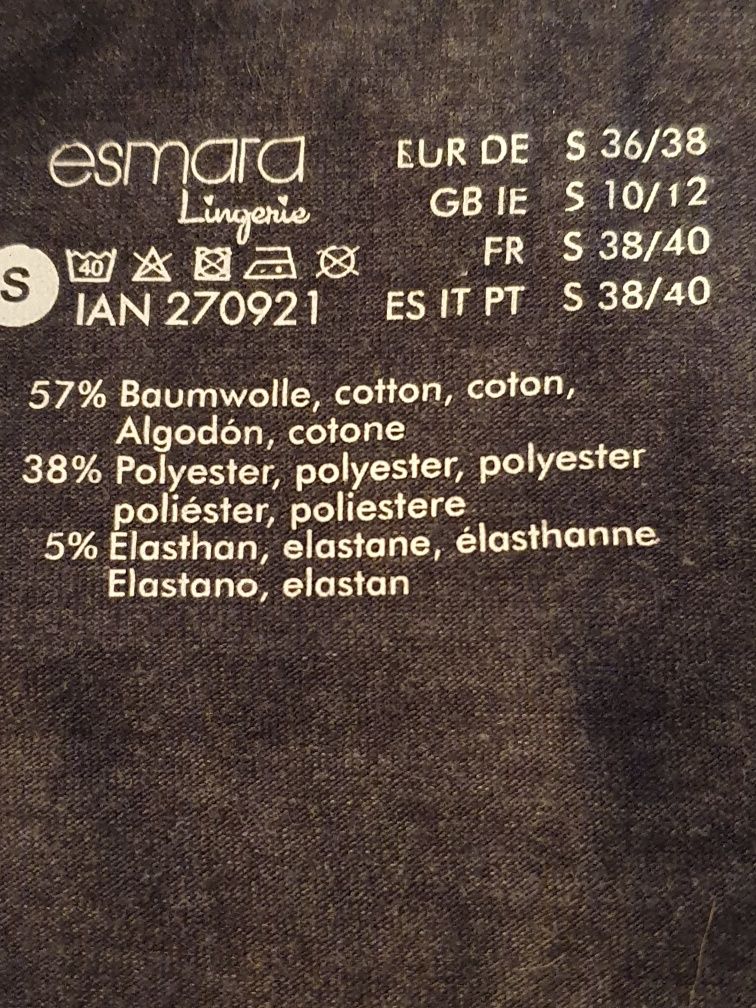 esmara
Lingerie
EUR DE S 36/38
GB IE S 10/12
FR S 38/40
ES IT PT S 38/40
S
40
IAN 270921
57% Baumwolle, cotton, coton,
Algodón, cotone
38% Polyester, polyester, polyester
poliéster, poliestere
5% Elasthan, elastane, élasthanne
Elastano, elastan